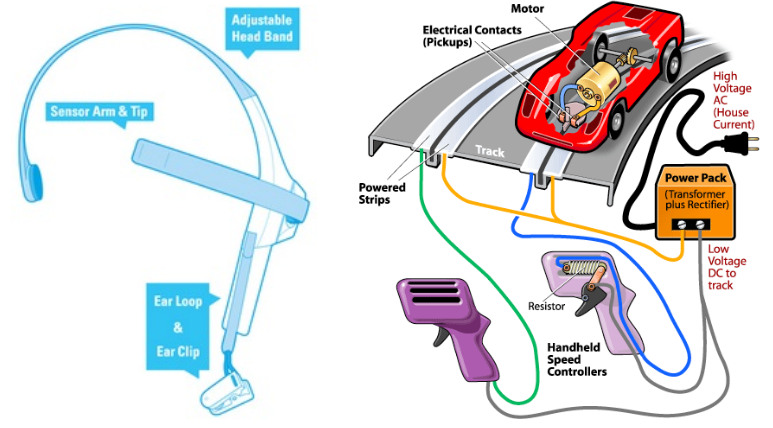 Adjustable
Head Band
Sensor Arm & Tip
Ear Loop
&
Ear Clip
Motor
Electrical Contacts
(Pickups)
High
Voltage
AC
(House
Current)
Track
Powered
Strips
Power Pack
(Transformer
plus Rectifier)
Low
Voltage
DC to
track
Resistor
Handheld
Speed
Controllers